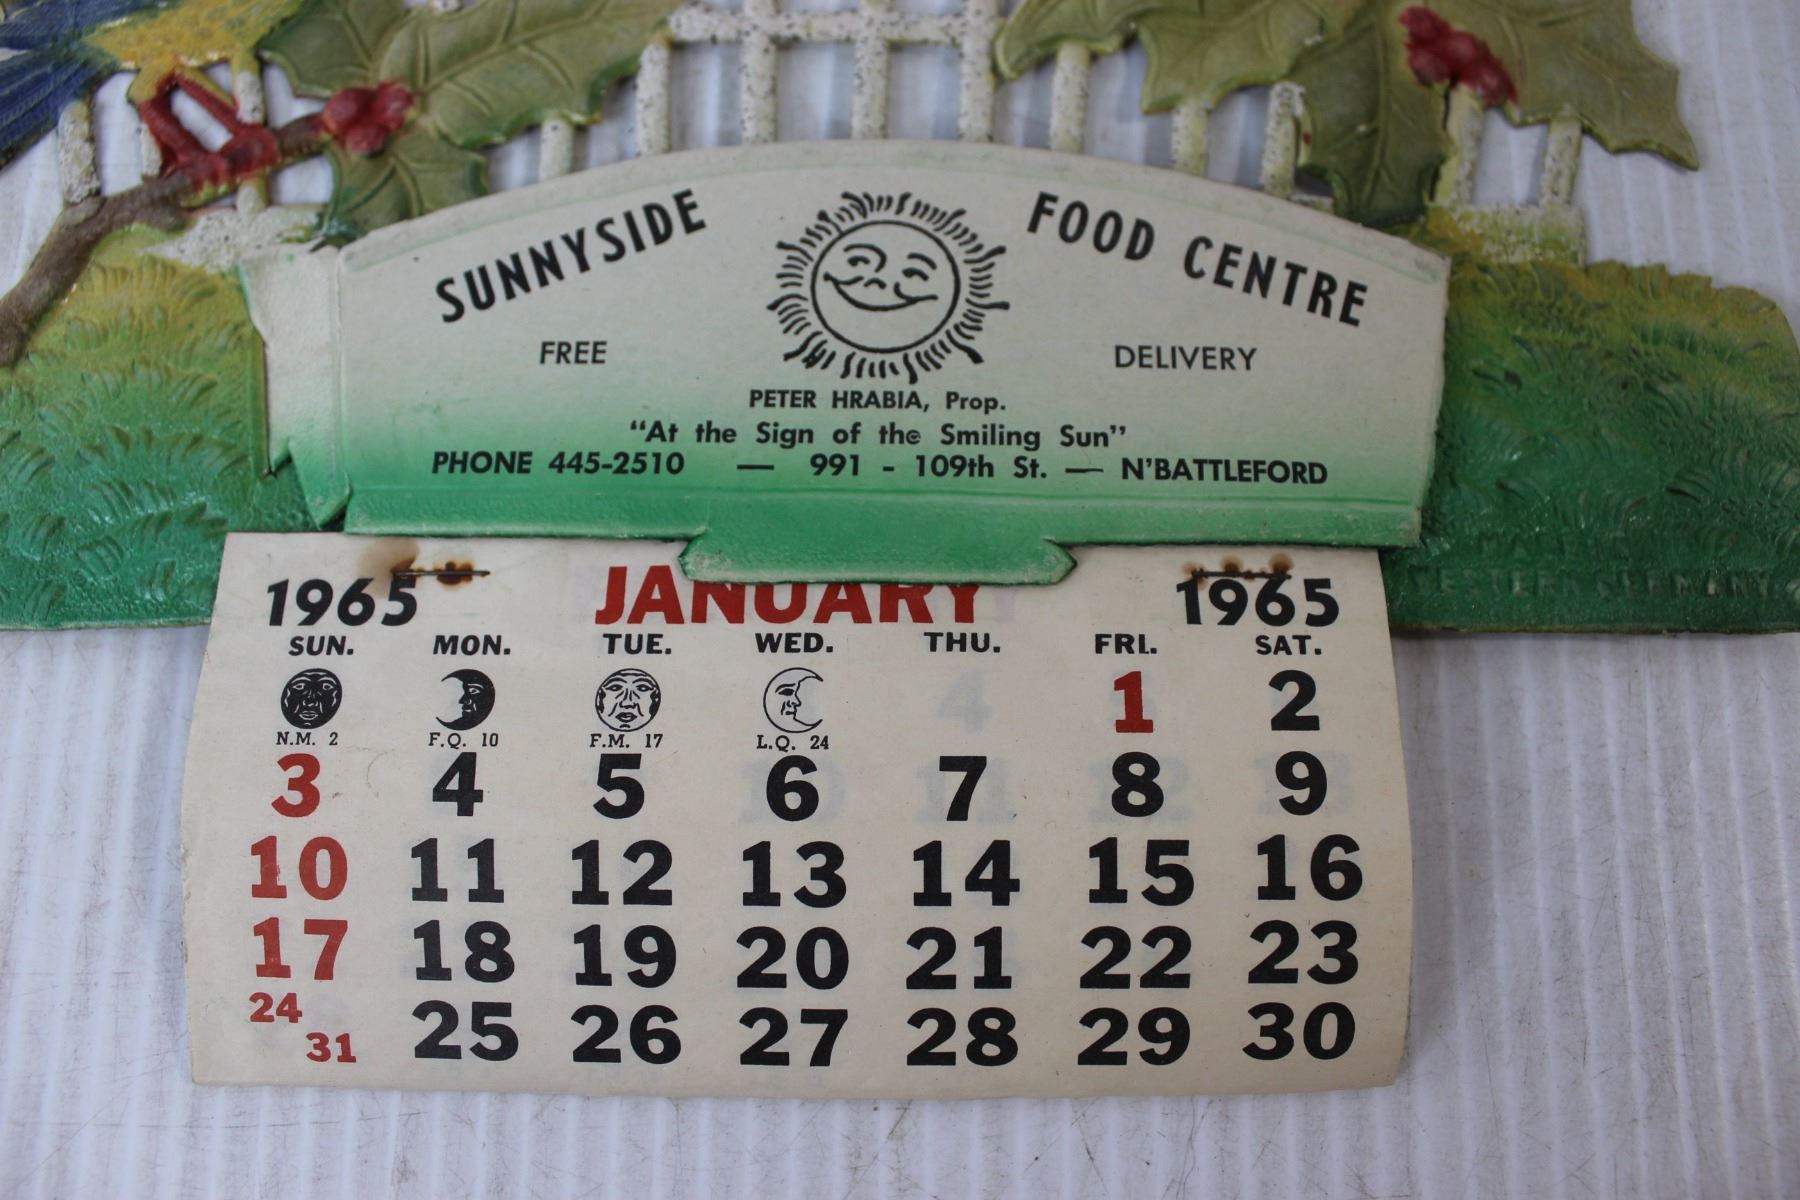 SUNNYSIDE FOOD CENTRE
FREE DELIVERY
PETER HRABIA, Prop.
"At the Sign of the Smiling Sun"
PHONE 445-2510 — 991 - 109th St. — N'BATTLEFORD
MADE
WESTERN GERMANY
1965 JANUARY 1965
SUN. MON. TUE. WED. THU. FRI. SAT.
1 2
N.M. 2 F.Q. 10 F.M. 17 L.Q. 24
3 4 5 6 7 8 9
10 11 12 13 14 15 16
17 18 19 20 21 22 23
24 31 25 26 27 28 29 30